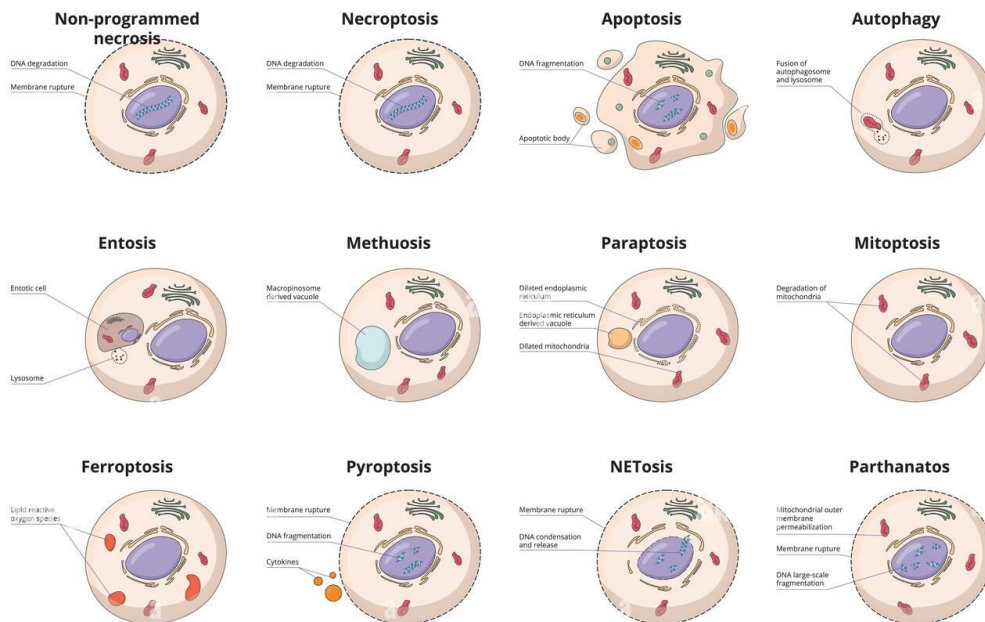 Non-programmed
necrosis
DNA degradation
Membrane rupture
Necroptosis
DNA degradation
Membrane rupture
Apoptosis
DNA fragmentation
Apoptotic body
Autophagy
Fusion of
autophagosome
and lysosome
Entosis
Entotic cell
Lysosome
Methuosis
Macropinosome
derived vacuole
Paraptosis
Dilated endoplasmic
reticulum
Endoplasmic reticulum
derived vacuole
Dilated mitochondria
Mitoptosis
Degradation of
mitochondria
Ferroptosis
Lipid reactive
oxygen species
Pyroptosis
Membrane rupture
DNA fragmentation
Cytokines
NETosis
Membrane rupture
DNA condensation
and release
Parthanatos
Mitochondrial outer
membrane
permeabilization
Membrane rupture
DNA large-scale
fragmentation